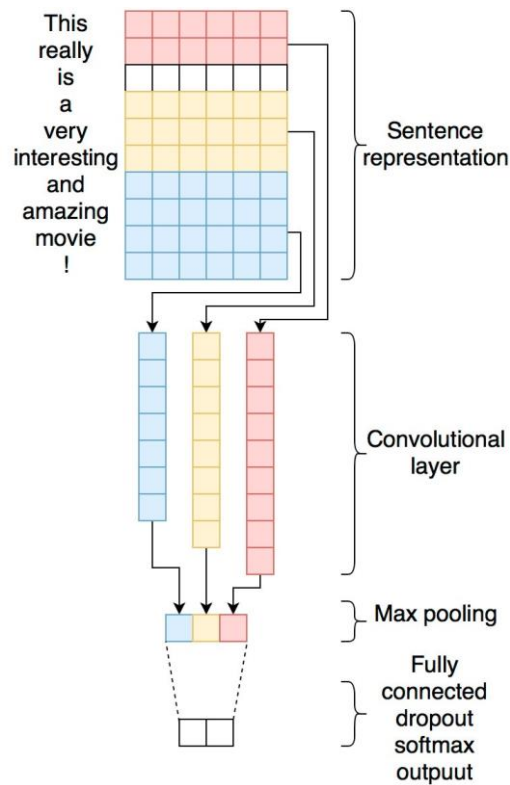 This
really
is
a
very
interesting
and
amazing
movie
!
Sentence
representation
Convolutional
layer
Max pooling
Fully
connected
dropout
softmax
outpuut